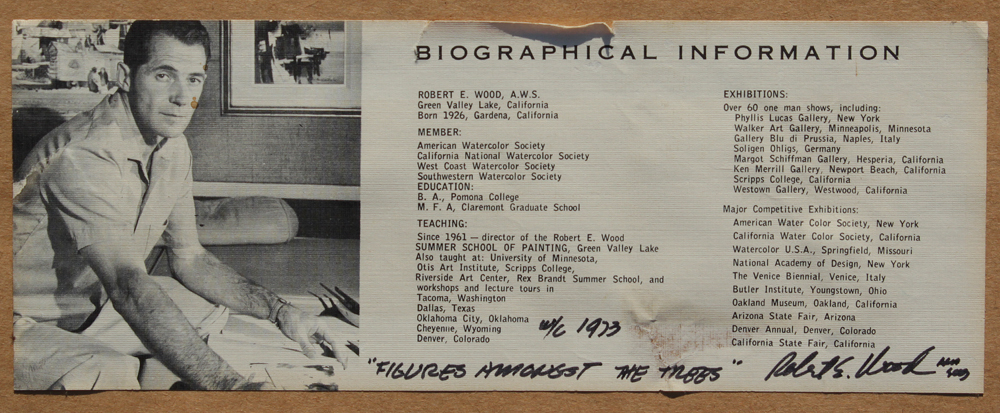 BIOGRAPHICAL INFORMATION
ROBERT E. WOOD, A.W.S.
Green Valley Lake, California
Born 1926, Gardena, California
MEMBER:
American Watercolor Society
California National Watercolor Society
West Coast Watercolor Society
Southwestern Watercolor Society
EDUCATION:
B. A., Pomona College
M. F. A, Claremont Graduate School
TEACHING:
Since 1961 — director of the Robert E. Wood
SUMMER SCHOOL OF PAINTING, Green Valley Lake
Also taught at: University of Minnesota,
Otis Art Institute, Scripps College,
Riverside Art Center, Rex Brandt Summer School, and
workshops and lecture tours in
Tacoma, Washington
Dallas, Texas
Oklahoma City, Oklahoma
Cheyenne, Wyoming
Denver, Colorado
EXHIBITIONS:
Over 60 one man shows, including:
Phyllis Lucas Gallery, New York
Walker Art Gallery, Minneapolis, Minnesota
Gallery Blu di Prussia, Naples, Italy
Soligen Ohligs, Germany
Margot Schiffman Gallery, Hesperia, California
Ken Merrill Gallery, Newport Beach, California
Scripps College, California
Westown Gallery, Westwood, California
Major Competitive Exhibitions:
American Water Color Society, New York
California Water Color Society, California
Watercolor U.S.A., Springfield, Missouri
National Academy of Design, New York
The Venice Biennial, Venice, Italy
Butler Institute, Youngstown, Ohio
Oakland Museum, Oakland, California
Arizona State Fair, Arizona
Denver Annual, Denver, Colorado
California State Fair, California
w/c 1973
"FIGURES AMONGST THE TREES"
Robert E. Wood